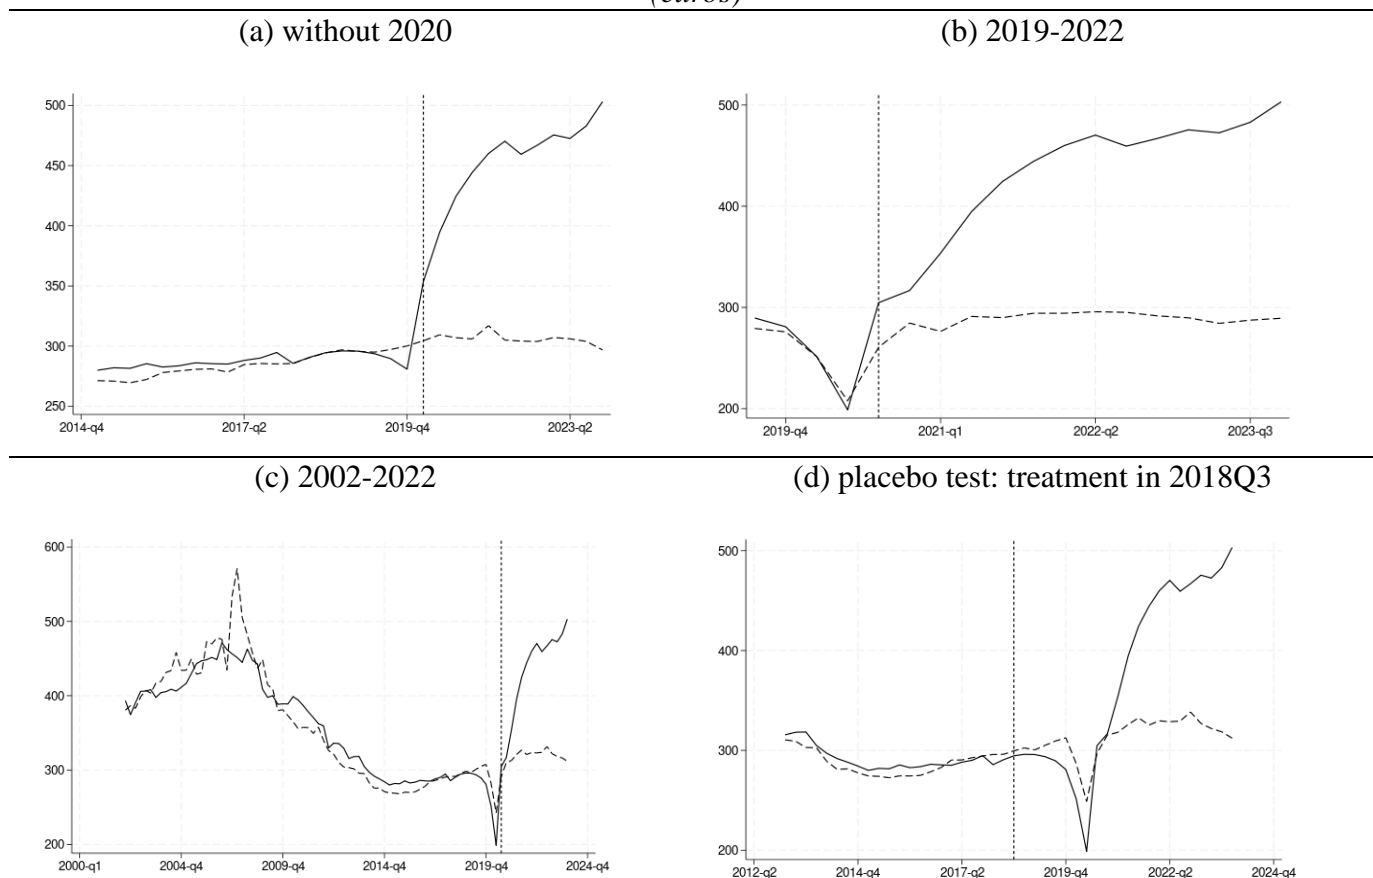 (euros)
(a) without 2020
(b) 2019-2022
500
450
400
350
300
250
2014-q4 2017-q2 2019-q4 2023-q2
500
400
300
200
2019-q4 2021-q1 2022-q2 2023-q3
(c) 2002-2022
(d) placebo test: treatment in 2018Q3
600
500
400
300
200
2000-q1 2004-q4 2009-q4 2014-q4 2019-q4 2024-q4
500
400
300
200
2012-q2 2014-q4 2017-q2 2019-q4 2022-q2 2024-q4